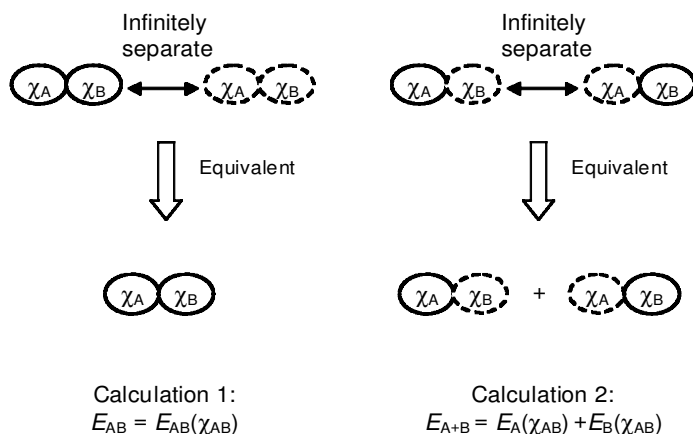 Infinitely
separate
χA χB χA χB
Equivalent
χA χB
Calculation 1:
EAB = EAB(χAB)
Infinitely
separate
χA χB χA χB
Equivalent
χA χB + χA χB
Calculation 2:
EA+B = EA(χAB) +EB(χAB)